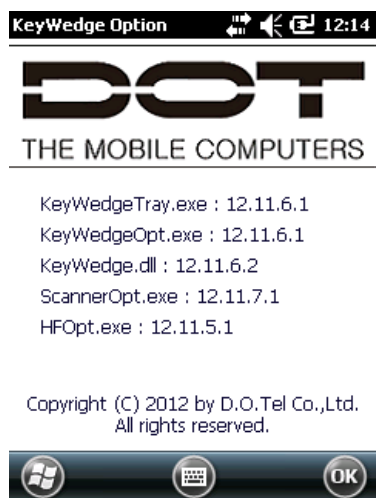 KeyWedge Option 12:14
DOT
THE MOBILE COMPUTERS
KeyWedgeTray.exe : 12.11.6.1
KeyWedgeOpt.exe : 12.11.6.1
KeyWedge.dll : 12.11.6.2
ScannerOpt.exe : 12.11.7.1
HFOpt.exe : 12.11.5.1
Copyright (C) 2012 by D.O.Tel Co.,Ltd.
All rights reserved.
OK